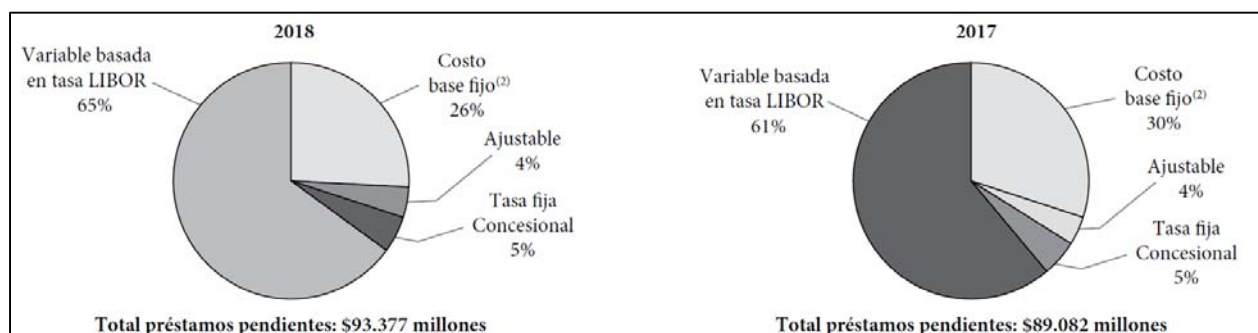 2018
Variable basada
en tasa LIBOR
65%
Costo
base fijo(2)
26%
Ajustable
4%
Tasa fija
Concesional
5%
Total préstamos pendientes: $93.377 millones
2017
Variable basada
en tasa LIBOR
61%
Costo
base fijo(2)
30%
Ajustable
4%
Tasa fija
Concesional
5%
Total préstamos pendientes: $89.082 millones